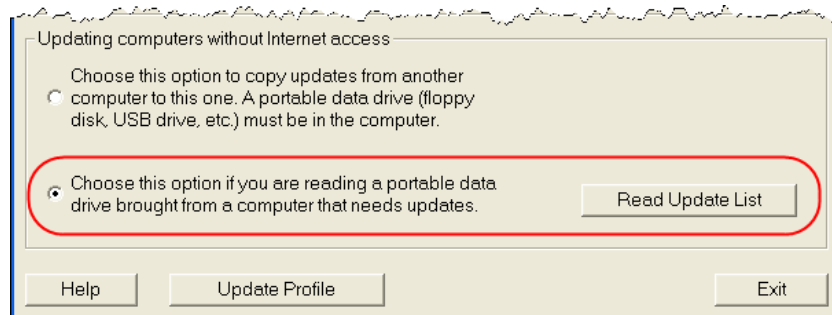 Updating computers without Internet access
Choose this option to copy updates from another
computer to this one. A portable data drive (floppy
disk, USB drive, etc.) must be in the computer.
Choose this option if you are reading a portable data
drive brought from a computer that needs updates.
Read Update List
Help
Update Profile
Exit